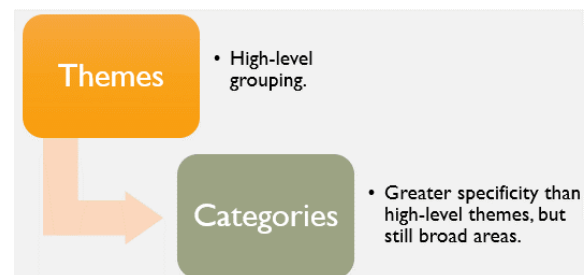 Themes
• High-level
grouping.
Categories
• Greater specificity than
high-level themes, but
still broad areas.